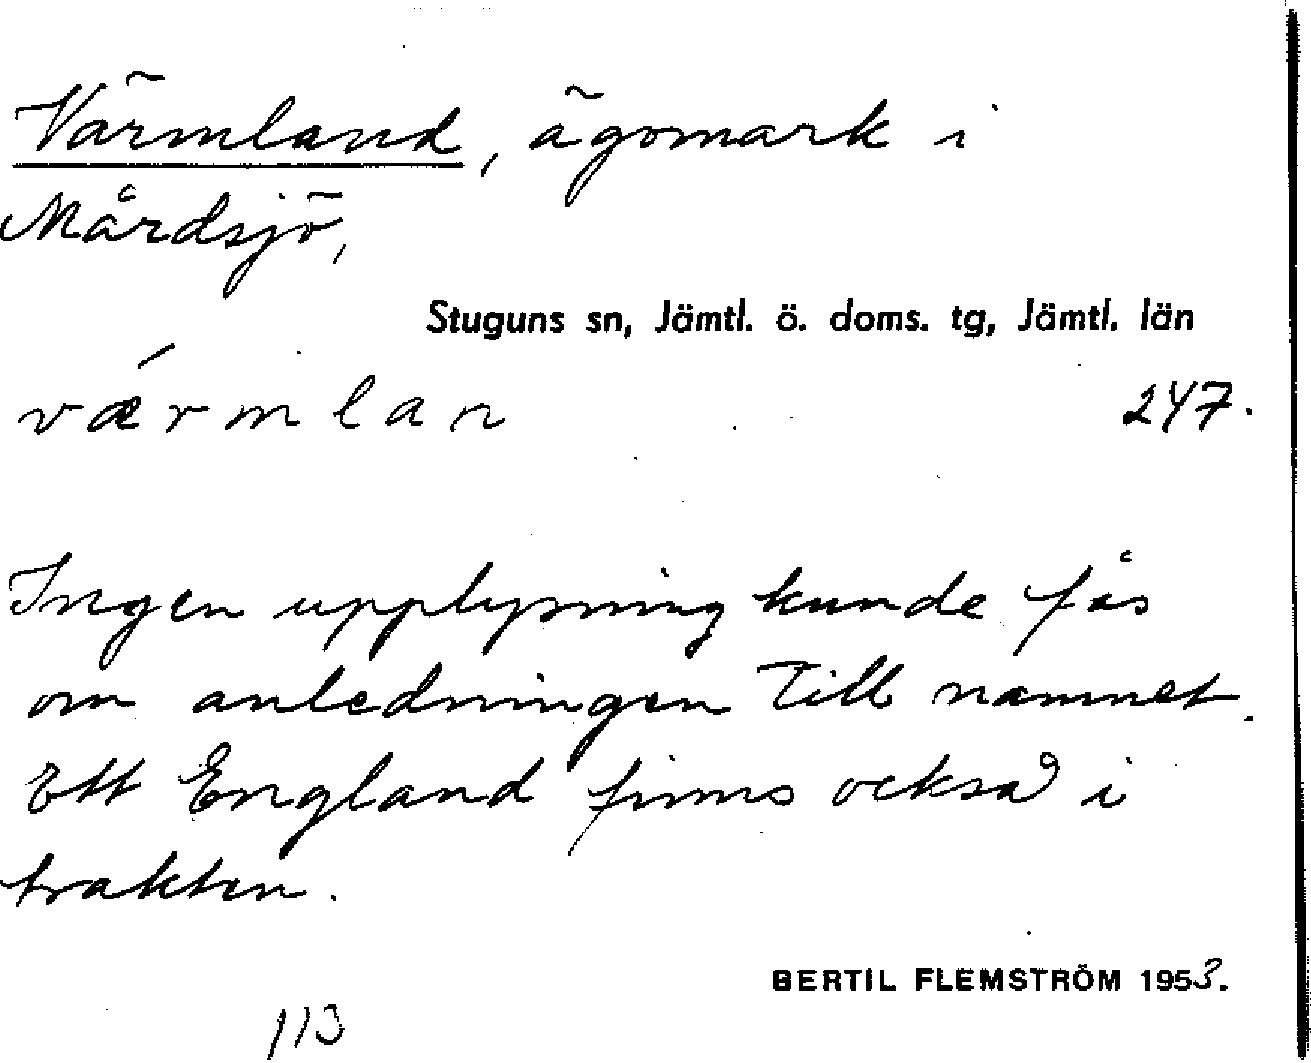 Värmland, ägomark i
Mårdsjö,
Stuguns sn, Jämtl. ö. doms. tg, Jämtl. län
vǽrmlan 247.
Ingen upplysning kunde fås
om anledningen till namnet.
Ett England finns också i
trakten.
BERTIL FLEMSTRÖM 1953.
113